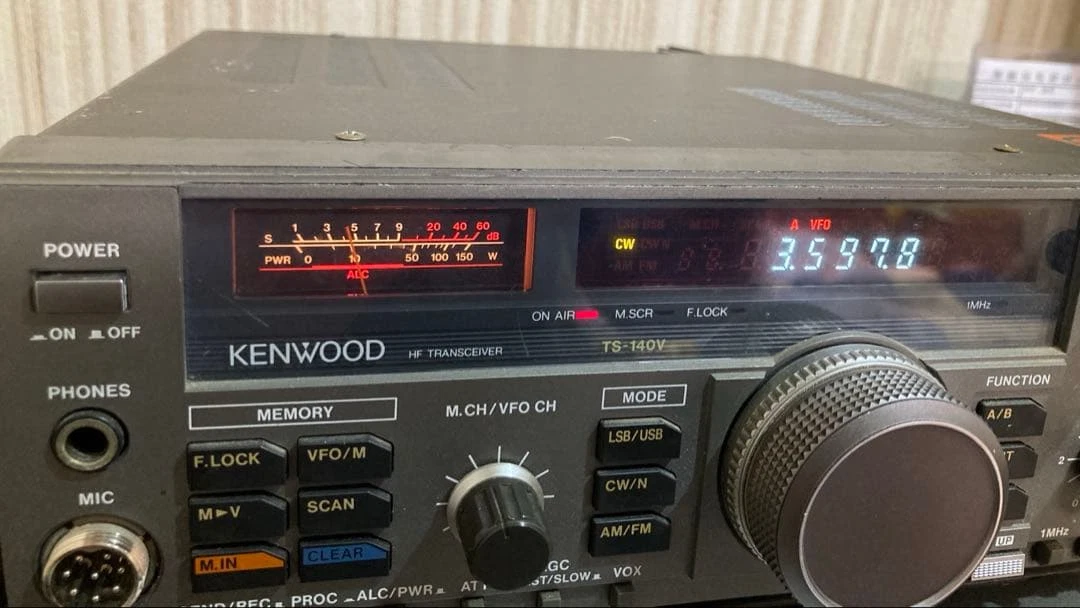 POWER
ON OFF
PHONES
MIC
S 1 3 5 7 9 20 40 60 dB
PWR 0 10 50 100 150 W
ALC
A VFO
CW
3.597.8
ON AIR M.SCR F.LOCK 1MHz
KENWOOD HF TRANSCEIVER TS-140V
MEMORY
M.CH/VFO CH
MODE
FUNCTION
F.LOCK VFO/M
LSB/USB
A/B
M►V SCAN
CW/N
M.IN CLEAR
AM/FM
UP
1MHz
2
PROC ALC/PWR
VOX